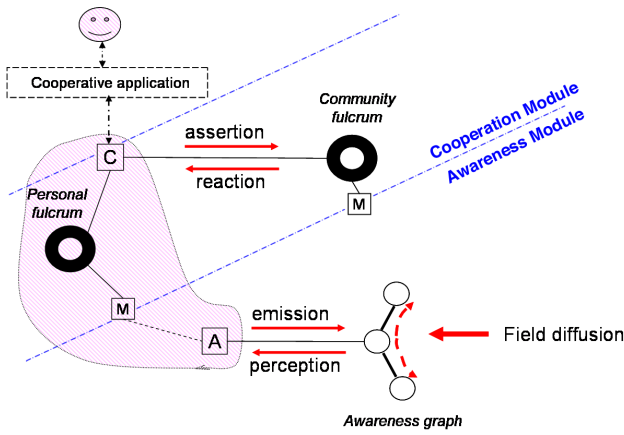 Cooperative application
Community
fulcrum
Cooperation Module
Awareness Module
assertion
C
reaction
Personal
fulcrum
M
M
emission
A
perception
Field diffusion
Awareness graph